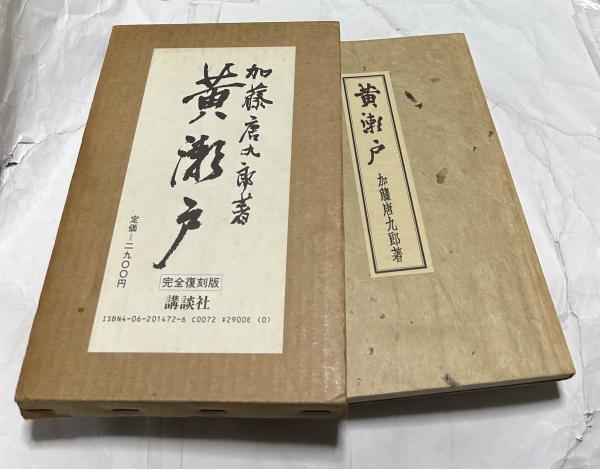 加藤唐九郎著
黄瀬戸
定価=二九〇〇円
完全復刻版
講談社
ISBN4-06-201472-6 C0072 ¥2900E (0)
黄瀬戸
加藤唐九郎著